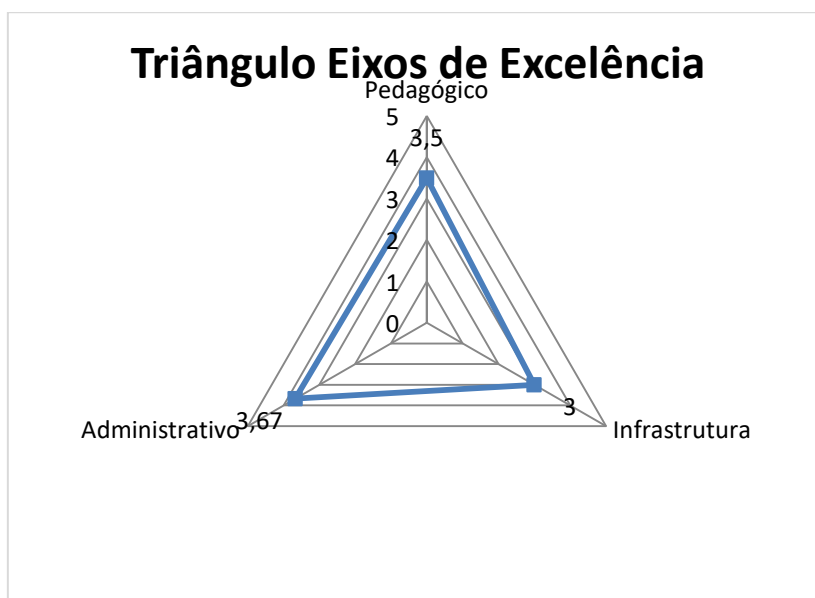 Triângulo Eixos de Excelência
Pedagógico
5
3,5
4
3
2
1
0
3
3,67
Administrativo
Infrastrutura